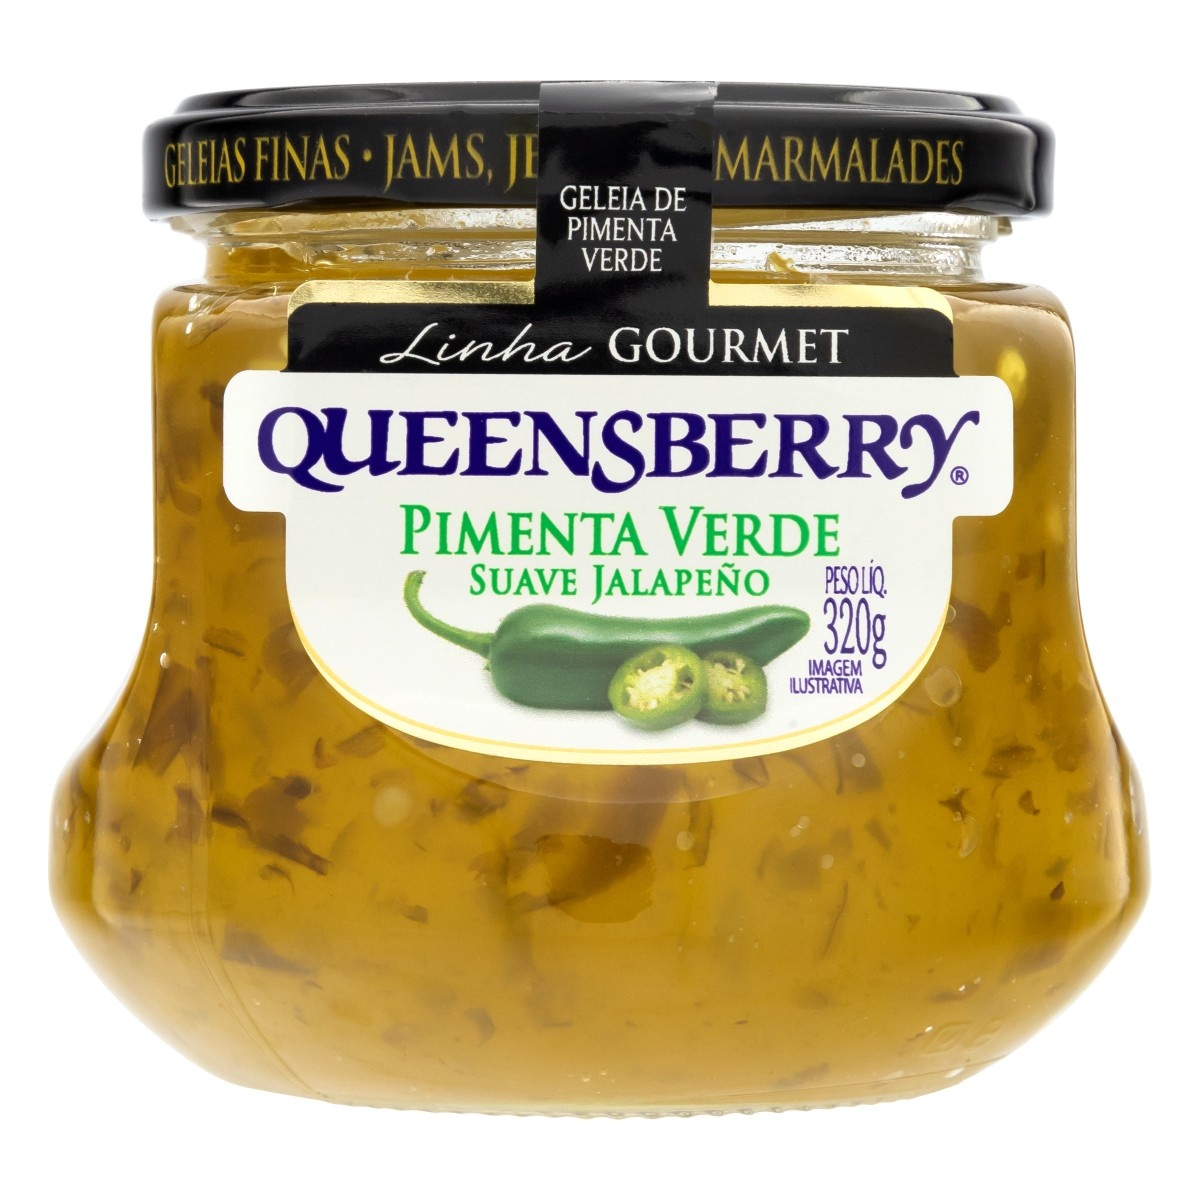 GELEIAS FINAS • JAMS, JE MARMALADES
GELEIA DE
PIMENTA
VERDE
Linha GOURMET
QUEENSBERRY®
PIMENTA VERDE
SUAVE JALAPEÑO
PESO LÍQ.
320g
IMAGEM
ILUSTRATIVA